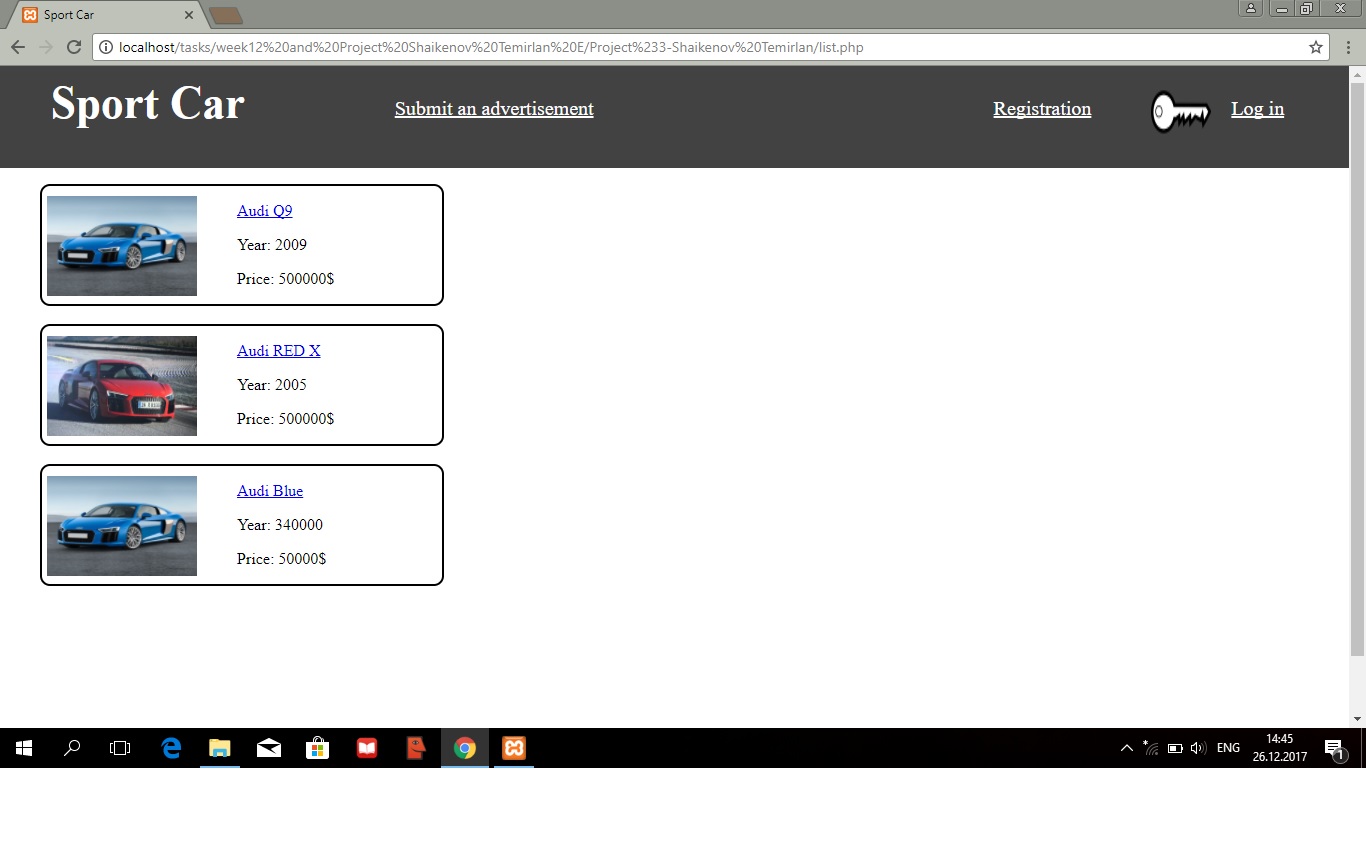 Sport Car
localhost/tasks/week12%20and%20Project%20Shaikenov%20Temirlan%20E/Project%233-Shaikenov%20Temirlan/list.php
Sport Car Submit an advertisement Registration Log in
Audi Q9
Year: 2009
Price: 500000$
Audi RED X
Year: 2005
Price: 500000$
Audi Blue
Year: 340000
Price: 50000$
ENG
14:45
26.12.2017
1